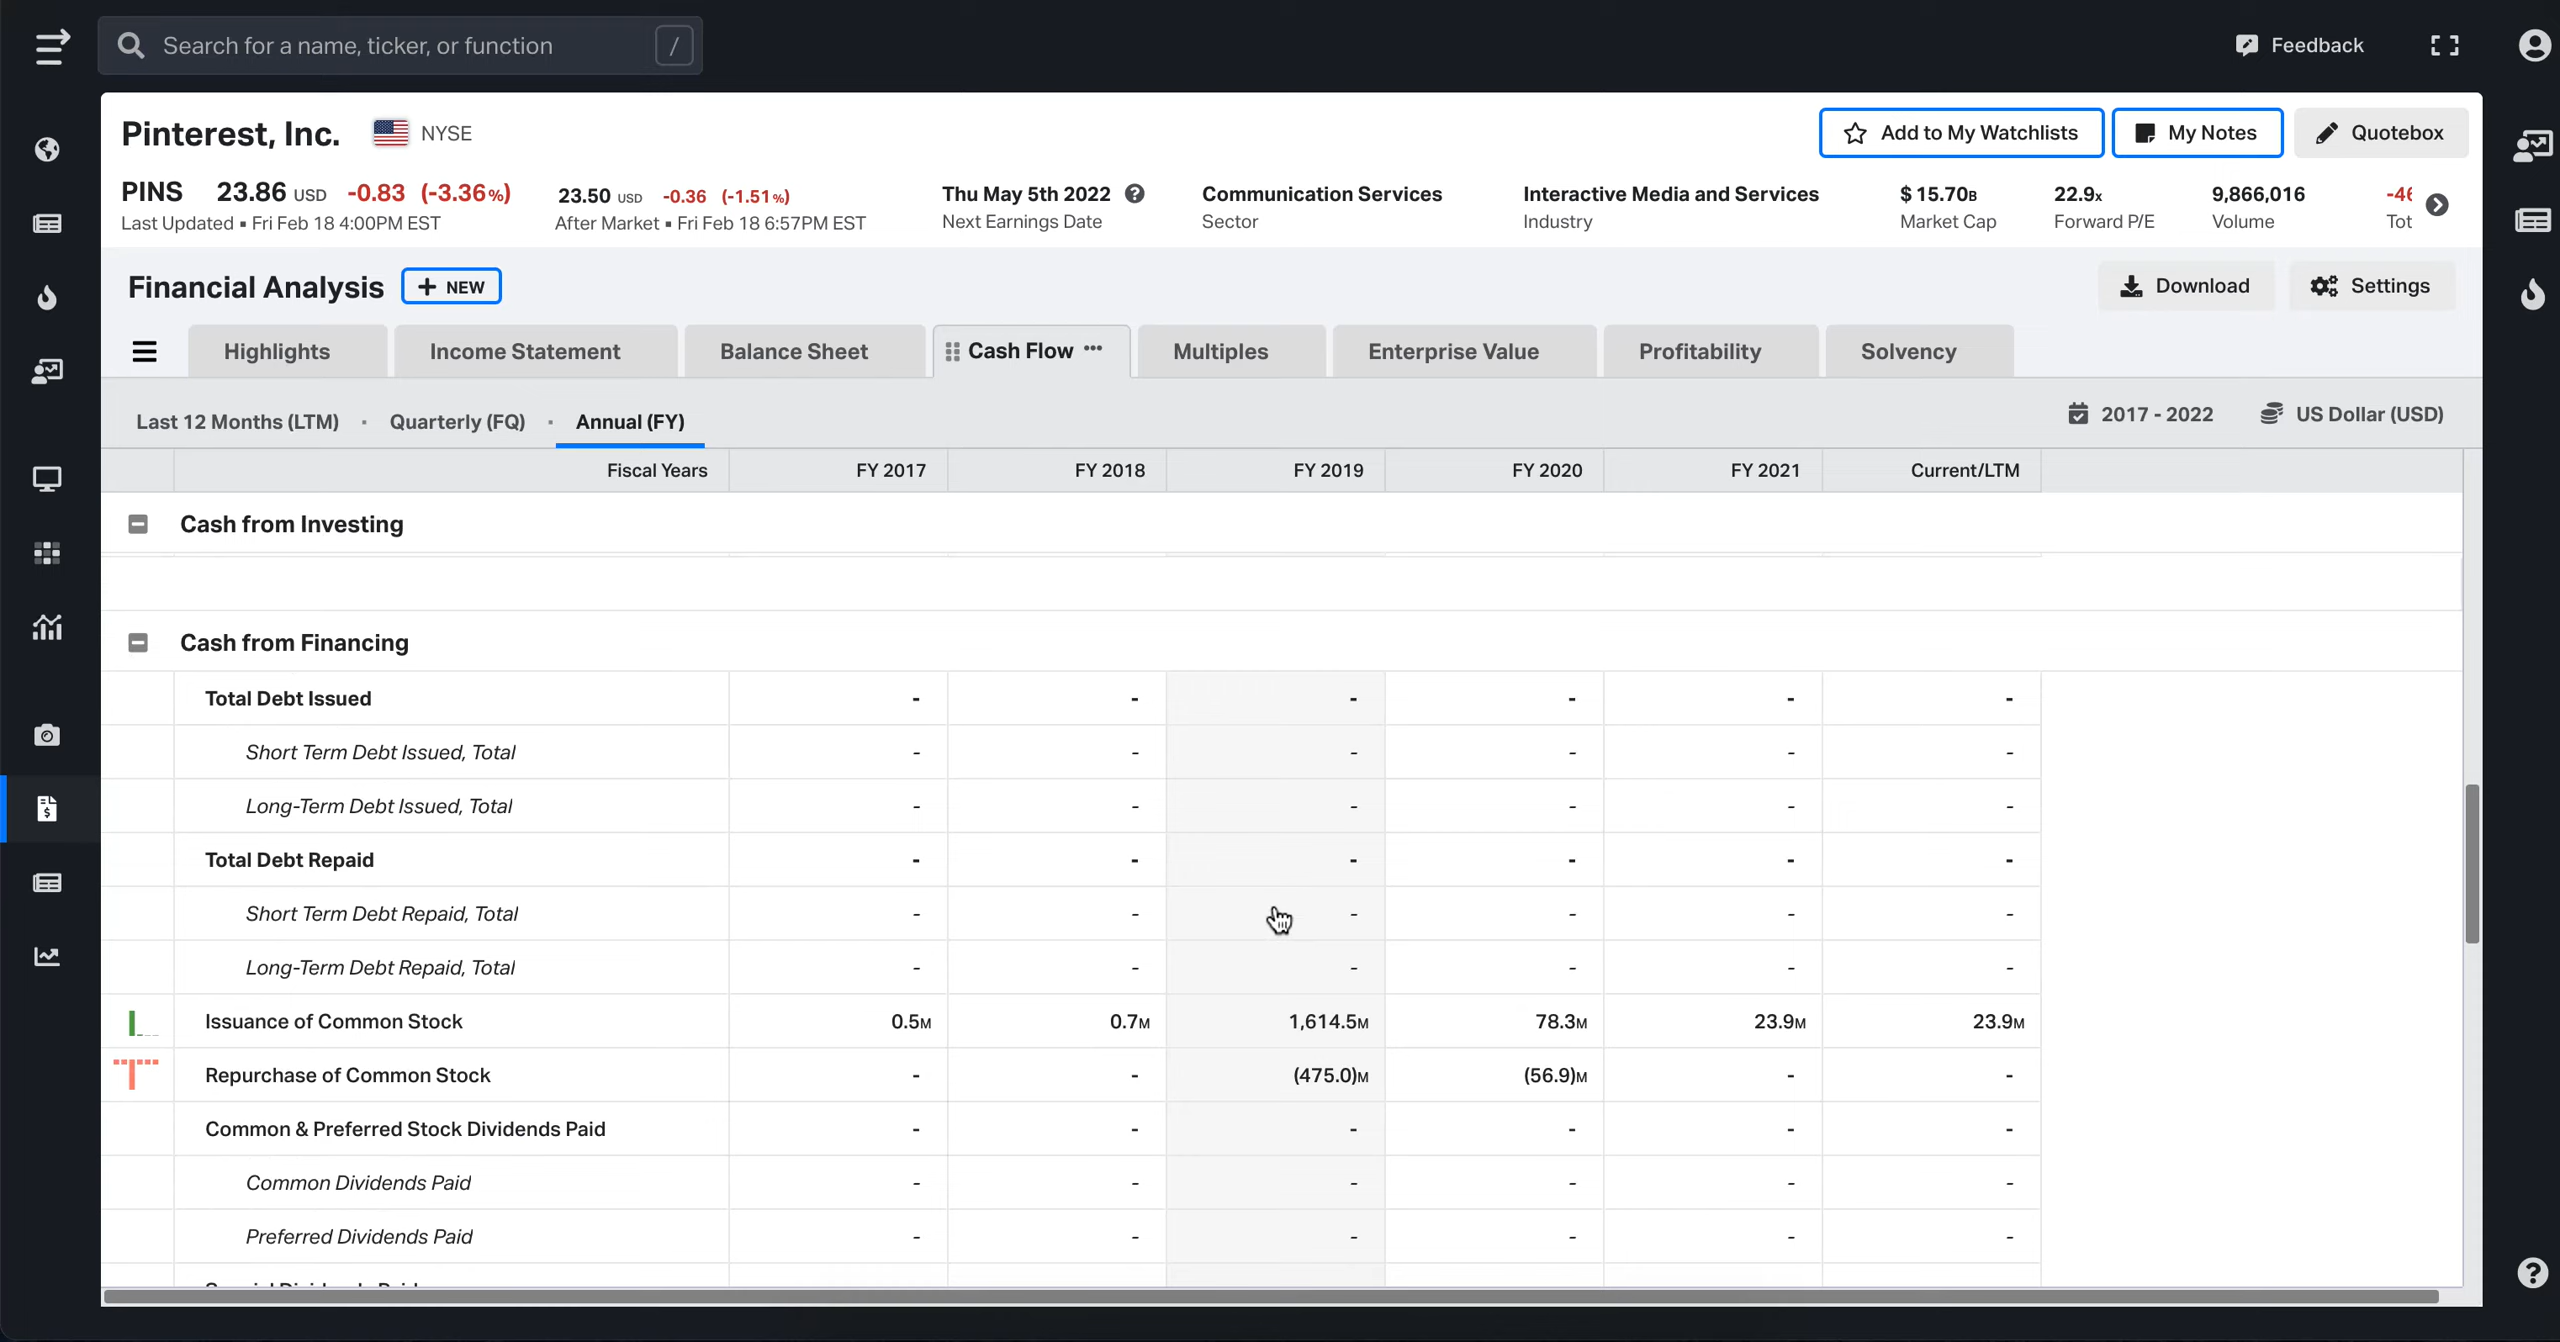 Search for a name, ticker, or function /
Feedback
Pinterest, Inc. NYSE
Add to My Watchlists My Notes Quotebox
PINS 23.86 USD -0.83 (-3.36%) 23.50 USD -0.36 (-1.51%) Thu May 5th 2022 Communication Services Interactive Media and Services $ 15.70B 22.9x 9,866,016 -46
Last Updated ▪ Fri Feb 18 4:00PM EST After Market ▪ Fri Feb 18 6:57PM EST Next Earnings Date Sector Industry Market Cap Forward P/E Volume Tot
Financial Analysis + NEW Download Settings
Highlights Income Statement Balance Sheet Cash Flow ··· Multiples Enterprise Value Profitability Solvency
Last 12 Months (LTM) · Quarterly (FQ) · Annual (FY) 2017 - 2022 US Dollar (USD)
Fiscal Years FY 2017 FY 2018 FY 2019 FY 2020 FY 2021 Current/LTM
Cash from Investing
Cash from Financing
Total Debt Issued - - - - - -
Short Term Debt Issued, Total - - - - - -
Long-Term Debt Issued, Total - - - - - -
Total Debt Repaid - - - - - -
Short Term Debt Repaid, Total - - - - - -
Long-Term Debt Repaid, Total - - - - - -
Issuance of Common Stock 0.5M 0.7M 1,614.5M 78.3M 23.9M 23.9M
Repurchase of Common Stock - - (475.0)M (56.9)M - -
Common & Preferred Stock Dividends Paid - - - - - -
Common Dividends Paid - - - - - -
Preferred Dividends Paid - - - - - -